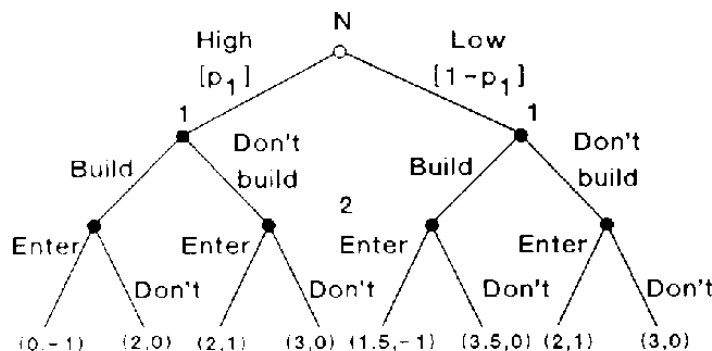 N
High Low
[p1] [1-p1]
1 1
Don't Don't
Build build Build build
2
Enter Enter Enter Enter
Don't Don't Don't Don't
(0,-1) (2,0) (2,1) (3,0) (1.5,-1) (3.5,0) (2,1) (3,0)